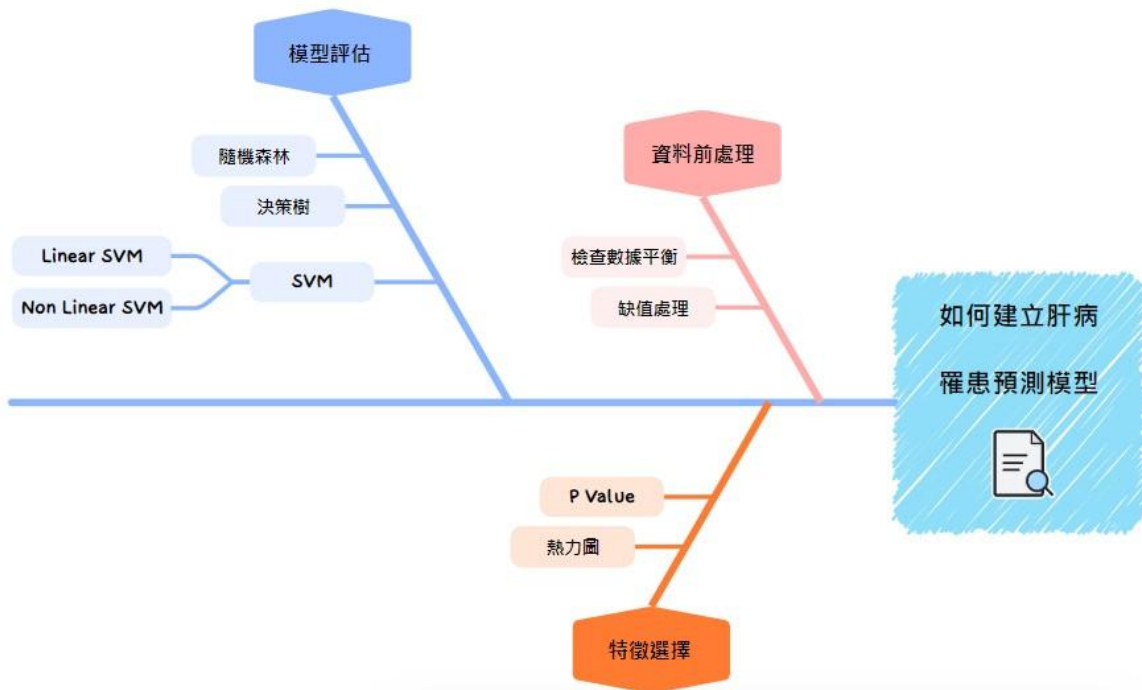 模型評估
隨機森林
決策樹
SVM
Linear SVM
Non Linear SVM
資料前處理
檢查數據平衡
缺值處理
如何建立肝病
罹患預測模型
P Value
熱力圖
特徵選擇